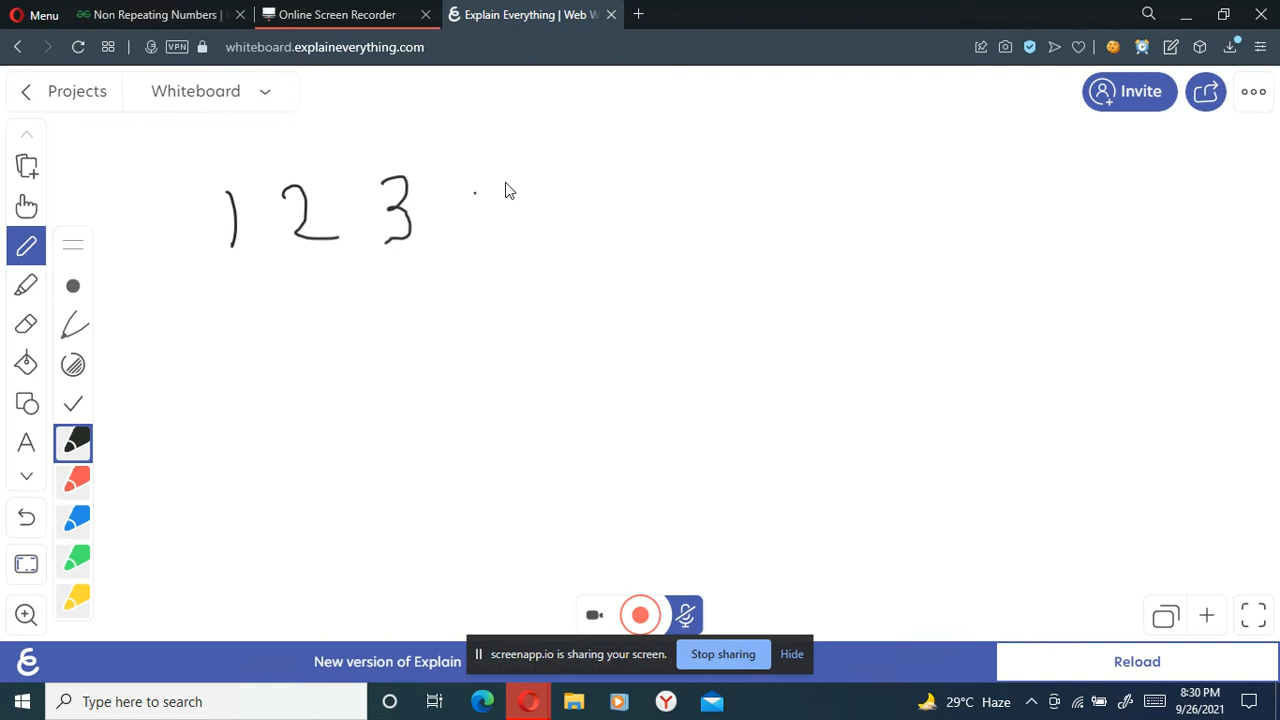 Menu
Non Repeating Numbers |
Online Screen Recorder
Explain Everything | Web W
VPN
whiteboard.explaineverything.com
Projects
Whiteboard
Invite
1 2 3
A
screenapp.io is sharing your screen.
Stop sharing
Hide
New version of Explain
Reload
Type here to search
29°C Haze
8:30 PM
9/26/2021